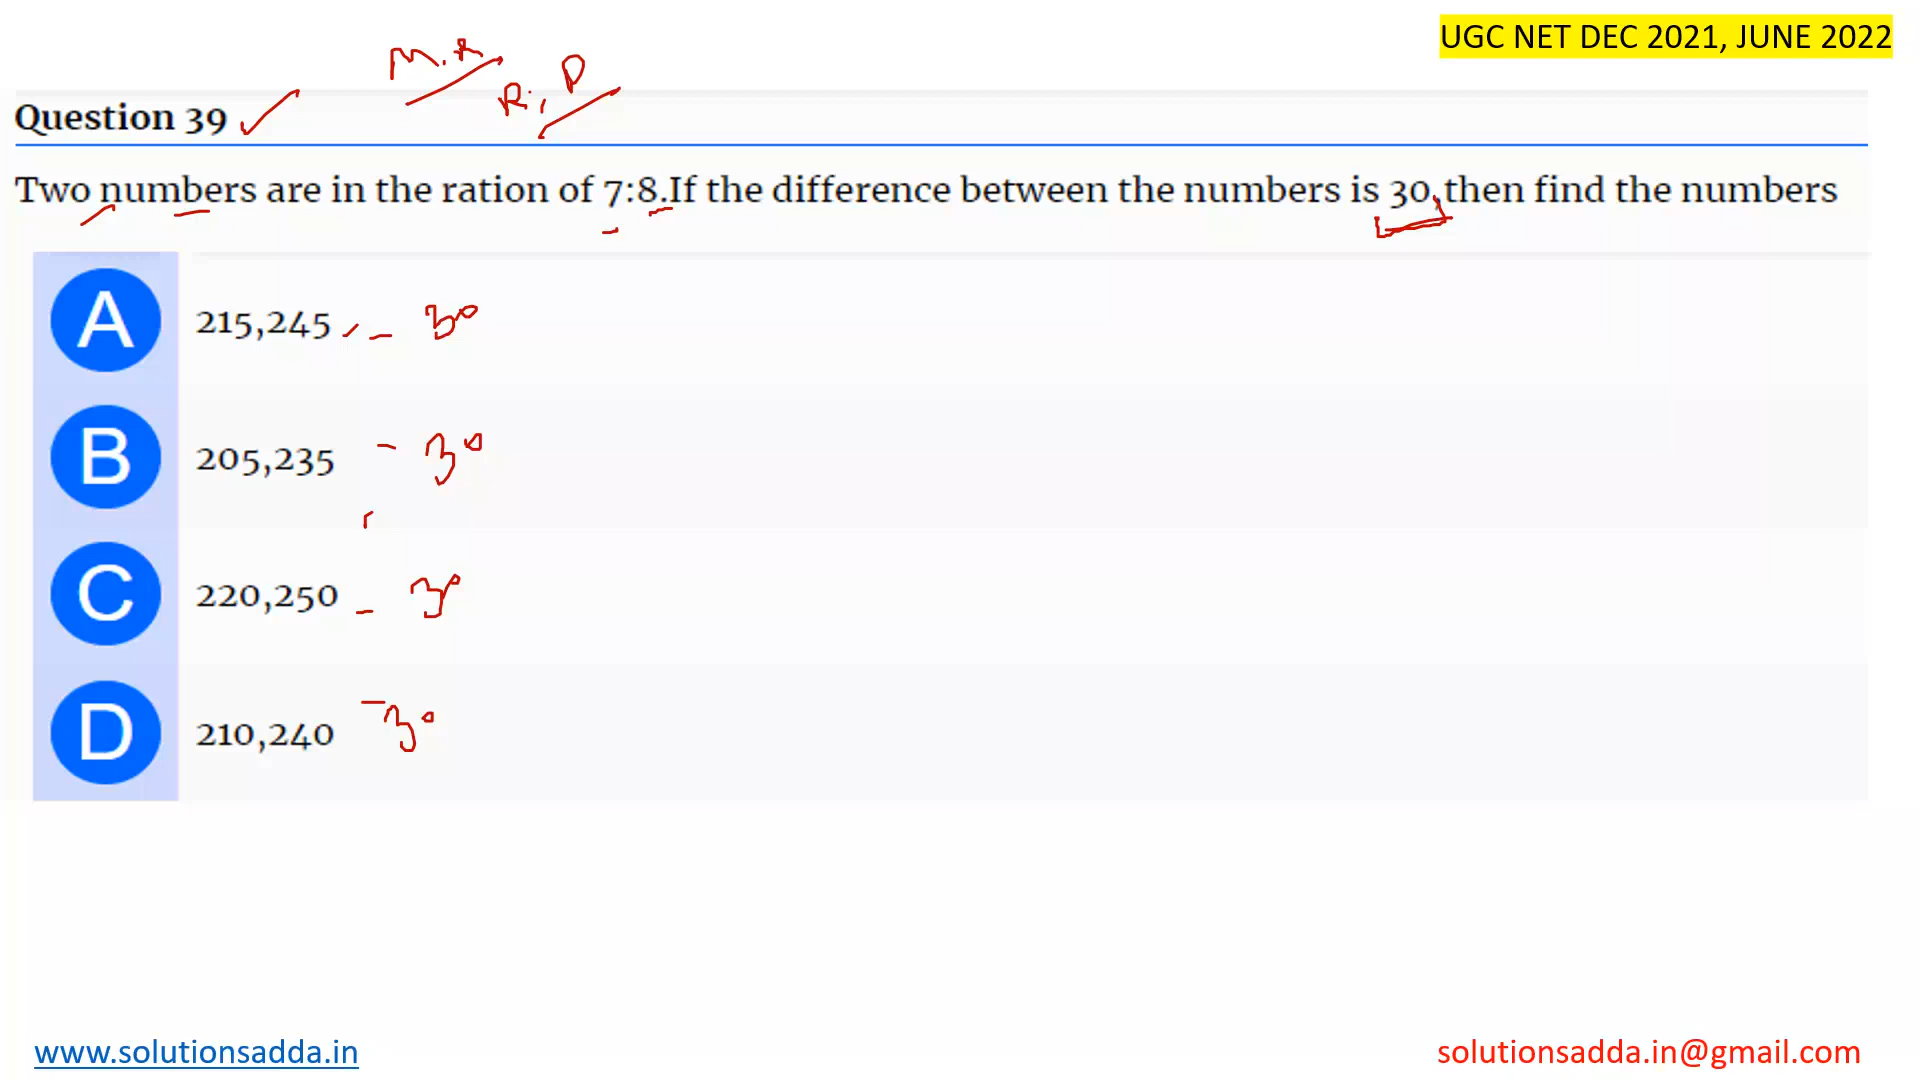 UGC NET DEC 2021, JUNE 2022
M.A
R, D
Question 39
Two numbers are in the ration of 7:8.If the difference between the numbers is 30,then find the numbers
A 215,245 - 30
B 205,235 - 30
C 220,250 - 30
D 210,240 - 30
www.solutionsadda.in
solutionsadda.in@gmail.com